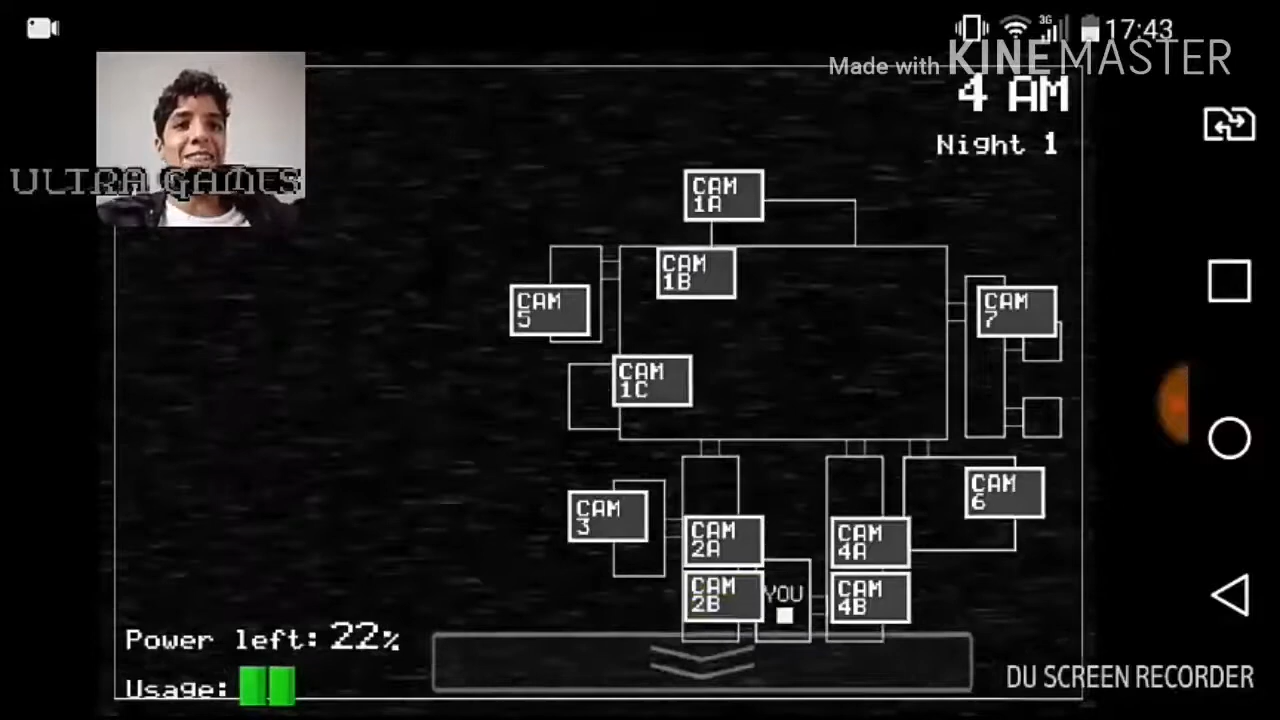 3G 17:43
Made with KINEMASTER
4 AM
Night 1
ULTRA GAMES
CAM 1A
CAM 1B
CAM 5
CAM 7
CAM 1C
CAM 6
CAM 3
CAM 2A
CAM 4A
CAM 2B
YOU
CAM 4B
Power left: 22%
Usage:
DU SCREEN RECORDER